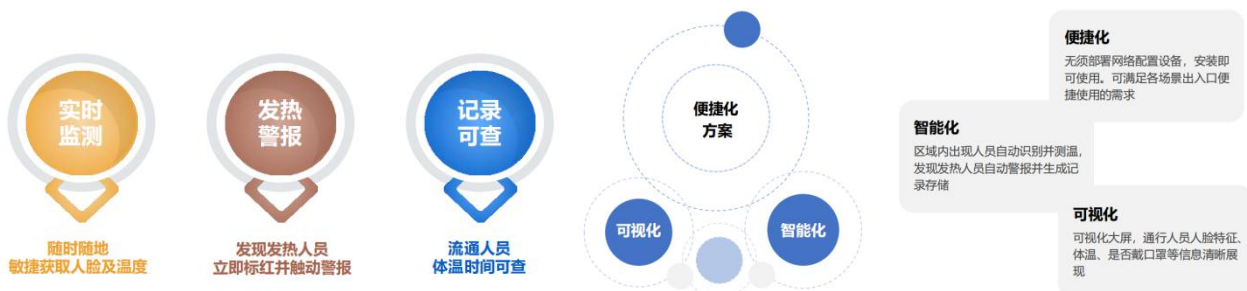 实时
监测
随时随地
敏捷获取人脸及温度
发热
警报
发现发热人员
立即标红并触动警报
记录
可查
流通人员
体温时间可查
便捷化
方案
可视化
智能化
便捷化
无须部署网络配置设备，安装即
可使用。可满足各场景出入口便
捷使用的需求
智能化
区域内出现人员自动识别并测温，
发现发热人员自动警报并生成记
录存储
可视化
可视化大屏，通行人员人脸特征、
体温、是否戴口罩等信息清晰展
现